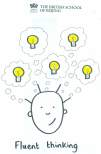 THE BRITISH SCHOOL
OF BEIJING
Fluent thinking